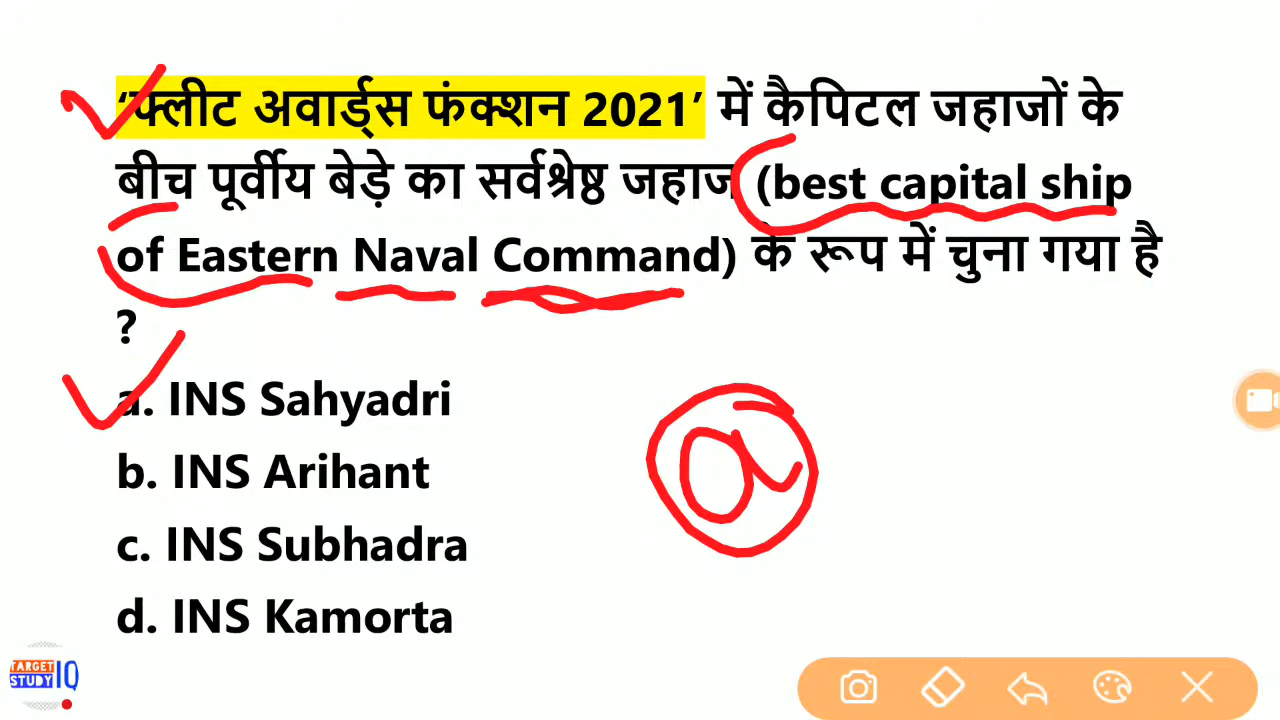 ‘फ्लीट अवार्ड्स फंक्शन 2021’ में कैपिटल जहाजों के
बीच पूर्वीय बेड़े का सर्वश्रेष्ठ जहाज (best capital ship
of Eastern Naval Command) के रूप में चुना गया है
?
a. INS Sahyadri
a
b. INS Arihant
c. INS Subhadra
d. INS Kamorta
TARGET
STUDY IQ